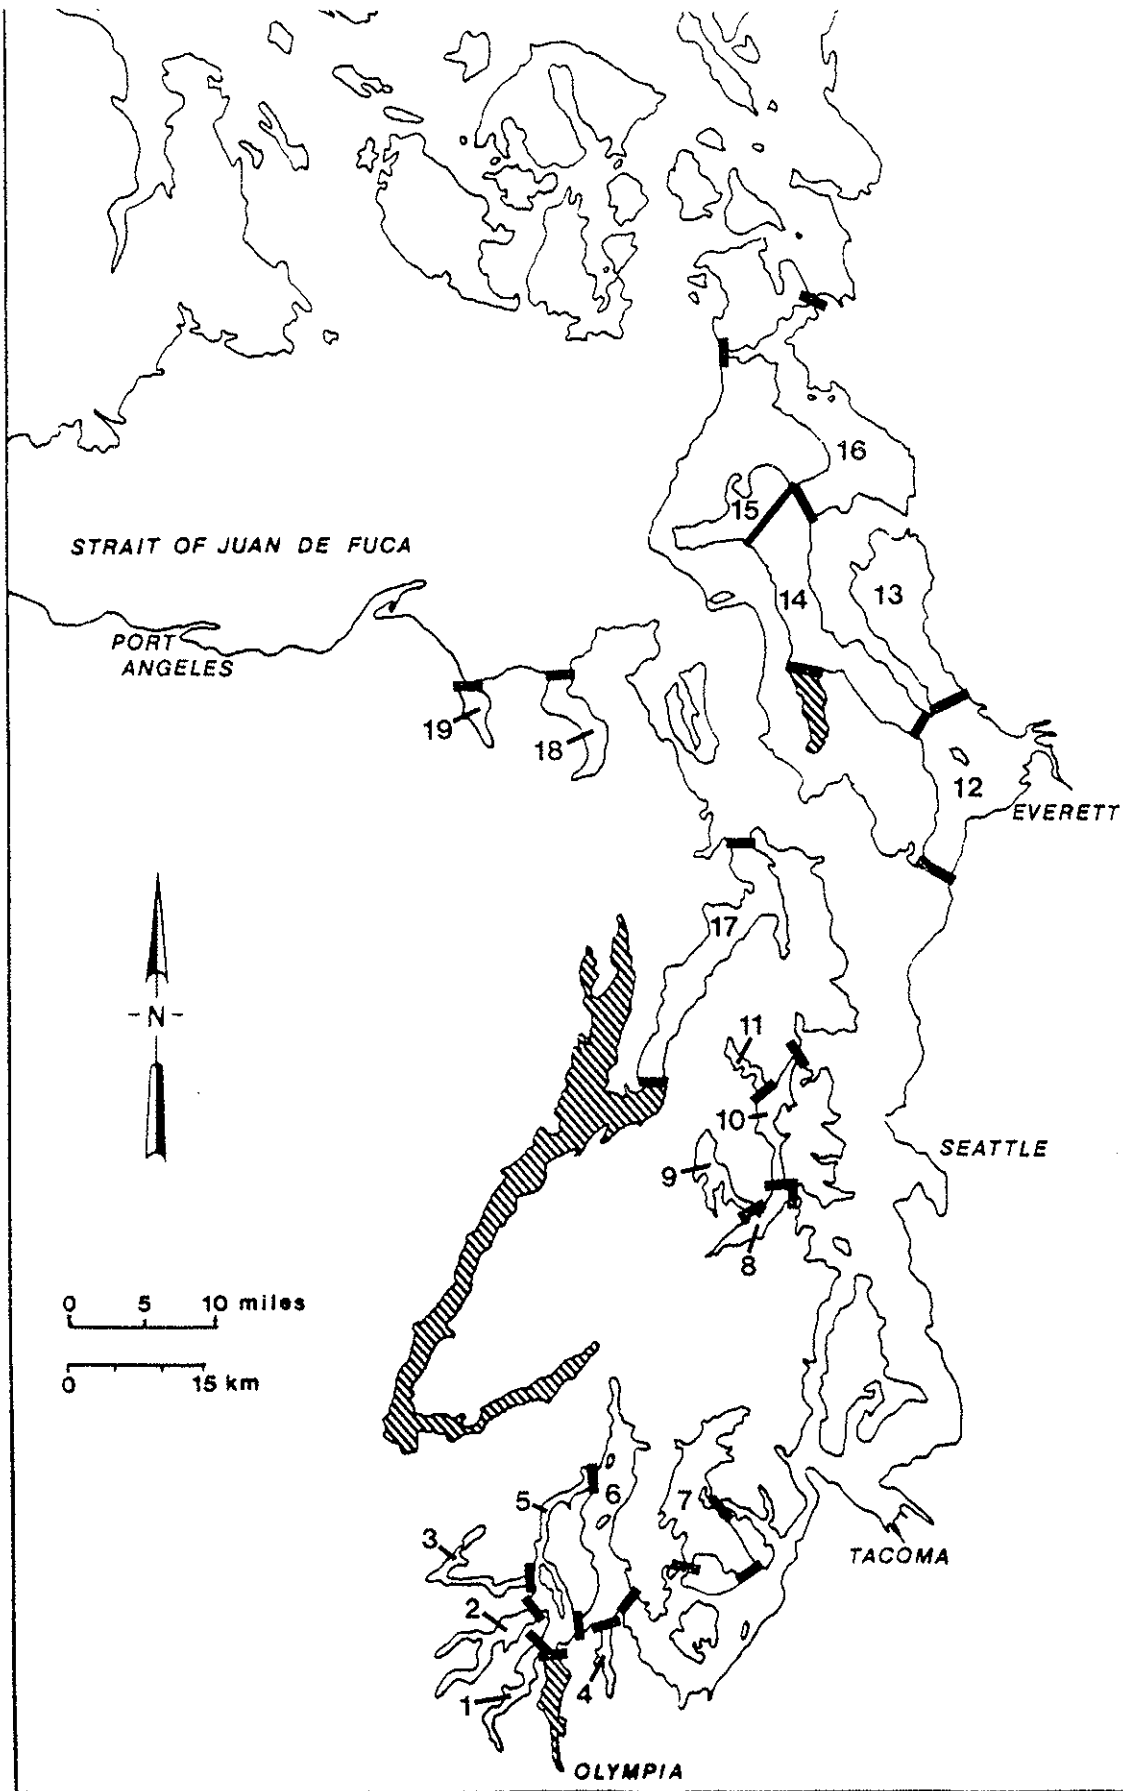 16
15
STRAIT OF JUAN DE FUCA
13
14
PORT
ANGELES
19
18
12
EVERETT
17
-N-
11
10
SEATTLE
9
8
0 5 10 miles
0 15 km
5
6
7
3
TACOMA
2
1
4
OLYMPIA